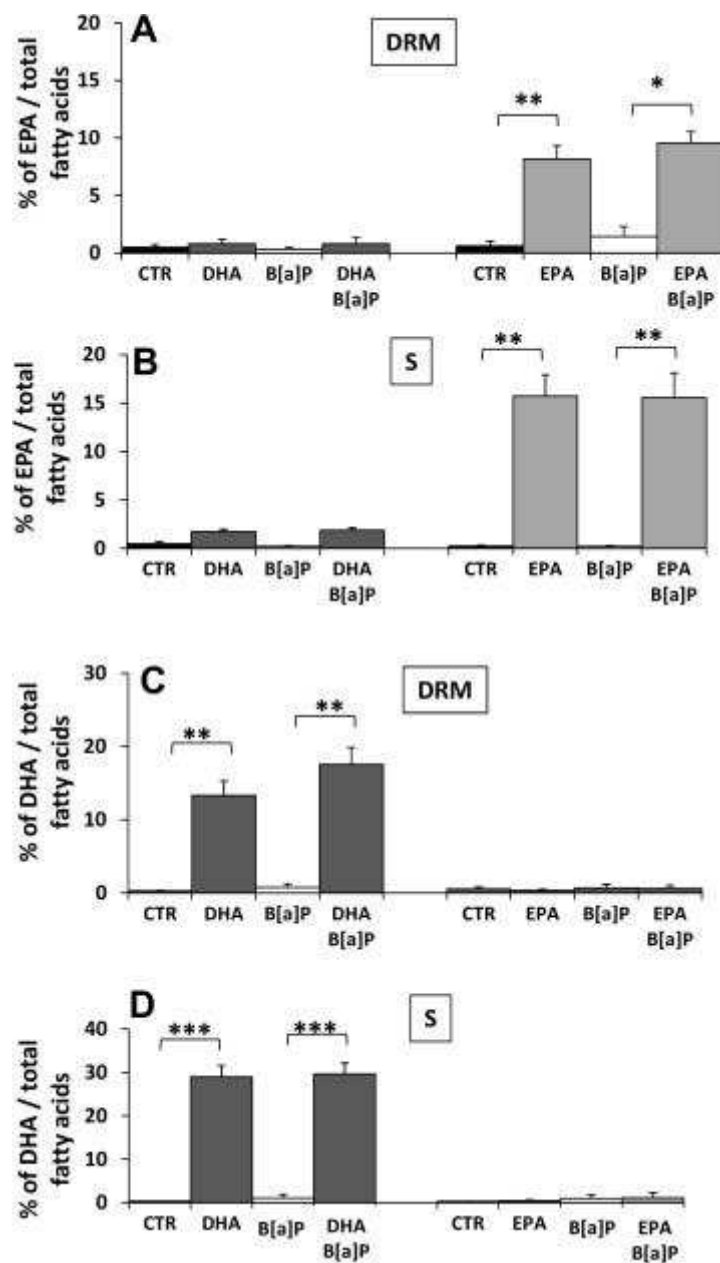 A
DRM
% of EPA / total
fatty acids
20
15
10
5
0
**
*
CTR DHA B[a]P DHA B[a]P CTR EPA B[a]P EPA B[a]P
B
S
% of EPA / total
fatty acids
20
15
10
5
0
**
**
CTR DHA B[a]P DHA B[a]P CTR EPA B[a]P EPA B[a]P
C
DRM
% of DHA / total
fatty acids
30
20
10
0
**
**
CTR DHA B[a]P DHA B[a]P CTR EPA B[a]P EPA B[a]P
D
S
% of DHA / total
fatty acids
40
30
20
10
0
***
***
CTR DHA B[a]P DHA B[a]P CTR EPA B[a]P EPA B[a]P